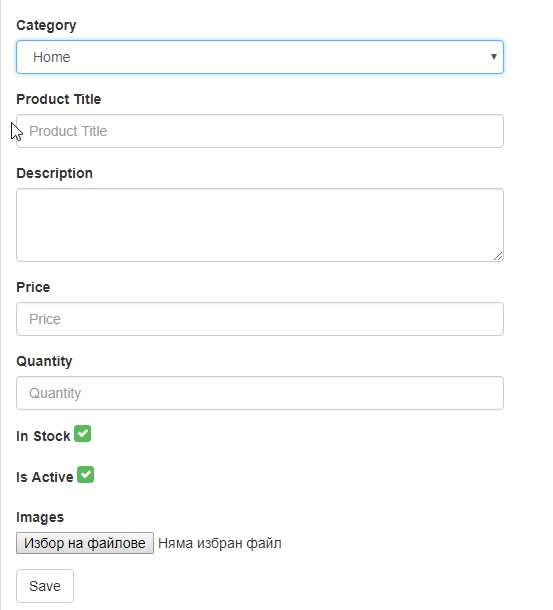 Category
Home
Product Title
Product Title
Description
Price
Price
Quantity
Quantity
In Stock
Is Active
Images
Избор на файлове Няма избран файл
Save